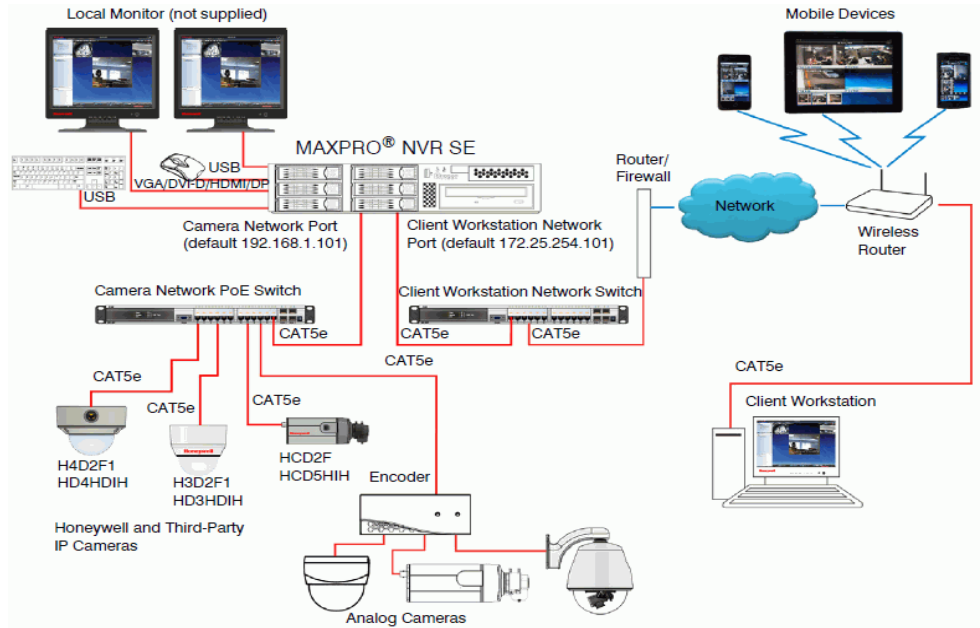 Local Monitor (not supplied)
Mobile Devices
MAXPRO® NVR SE
USB
VGA/DVI-D/HDMI/DP
USB
Router/
Firewall
Network
Camera Network Port
(default 192.168.1.101)
Client Workstation Network
Port (default 172.25.254.101)
Wireless
Router
Camera Network PoE Switch
Client Workstation Network Switch
CAT5e
CAT5e
CAT5e
CAT5e
CAT5e
CAT5e
CAT5e
CAT5e
Client Workstation
H4D2F1
HD4HDIH
Honeywell
H3D2F1
HD3HDIH
HCD2F
HCD5HIH
Encoder
Honeywell and Third-Party
IP Cameras
Analog Cameras